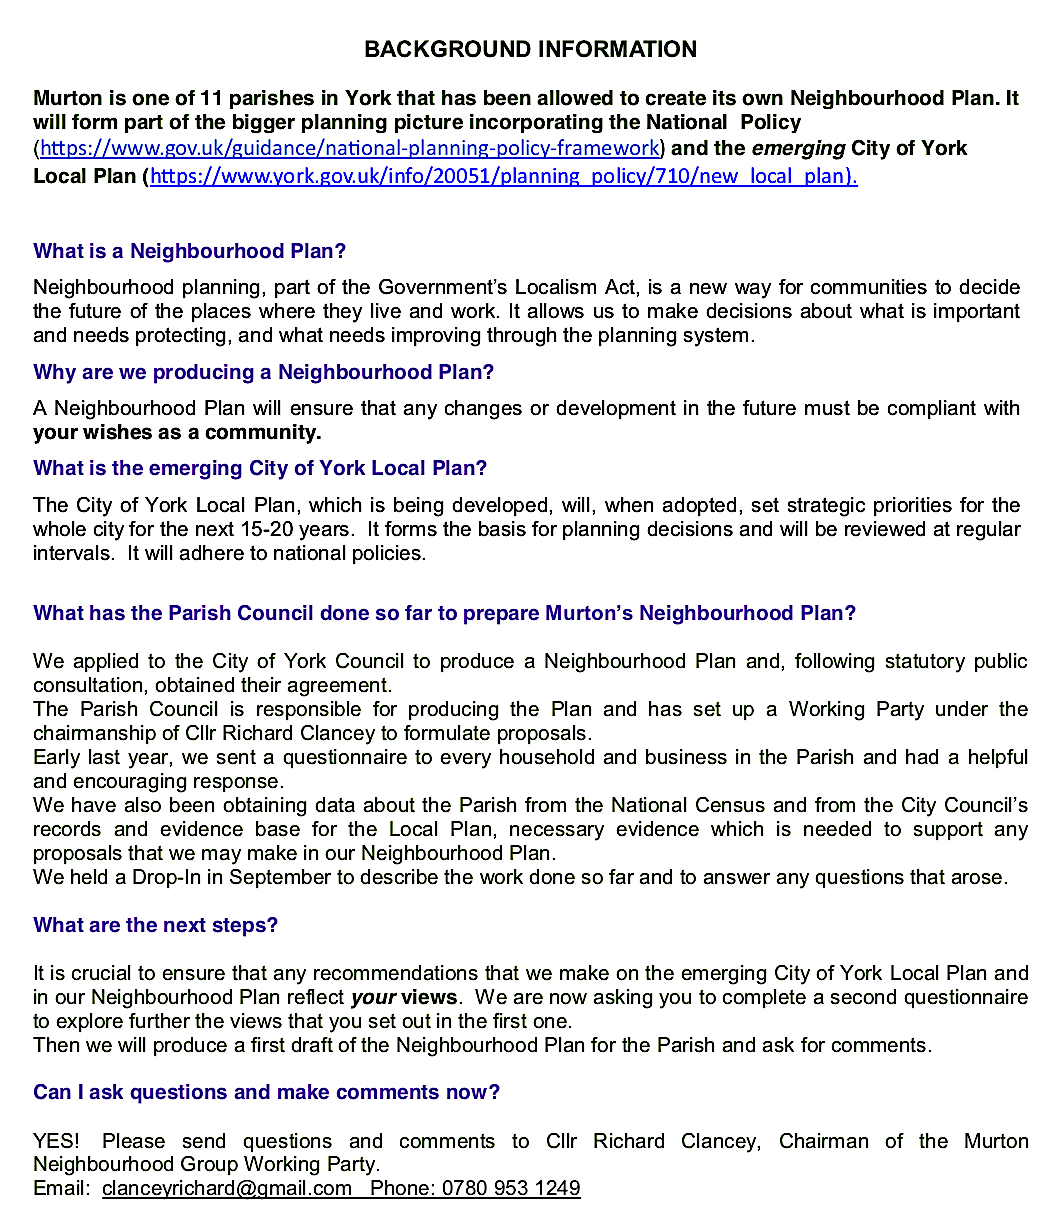 BACKGROUND INFORMATION
Murton is one of 11 parishes in York that has been allowed to create its own Neighbourhood Plan. It
will form part of the bigger planning picture incorporating the National  Policy
(https://www.gov.uk/guidance/national-planning-policy-framework) and the emerging City of York
Local Plan (https://www.york.gov.uk/info/20051/planning_policy/710/new_local_plan).
What is a Neighbourhood Plan?
Neighbourhood planning, part of the Government’s Localism Act, is a new way for communities to decide
the future of the places where they live and work. It allows us to make decisions about what is important
and needs protecting, and what needs improving through the planning system.
Why are we producing a Neighbourhood Plan?
A Neighbourhood Plan will ensure that any changes or development in the future must be compliant with
your wishes as a community.
What is the emerging City of York Local Plan?
The City of York Local Plan, which is being developed, will, when adopted, set strategic priorities for the
whole city for the next 15-20 years.  It forms the basis for planning decisions and will be reviewed at regular
intervals.  It will adhere to national policies.
What has the Parish Council done so far to prepare Murton’s Neighbourhood Plan?
We applied to the City of York Council to produce a Neighbourhood Plan and, following statutory public
consultation, obtained their agreement.
The Parish Council is responsible for producing the Plan and has set up a Working Party under the
chairmanship of Cllr Richard Clancey to formulate proposals.
Early last year, we sent a questionnaire to every household and business in the Parish and had a helpful
and encouraging response.
We have also been obtaining data about the Parish from the National Census and from the City Council’s
records and evidence base for the Local Plan, necessary evidence which is needed to support any
proposals that we may make in our Neighbourhood Plan.
We held a Drop-In in September to describe the work done so far and to answer any questions that arose.
What are the next steps?
It is crucial to ensure that any recommendations that we make on the emerging City of York Local Plan and
in our Neighbourhood Plan reflect your views.  We are now asking you to complete a second questionnaire
to explore further the views that you set out in the first one.
Then we will produce a first draft of the Neighbourhood Plan for the Parish and ask for comments.
Can I ask questions and make comments now?
YES!  Please send questions and comments to Cllr Richard Clancey, Chairman of the Murton
Neighbourhood Group Working Party.
Email:  clanceyrichard@gmail.com   Phone: 0780 953 1249